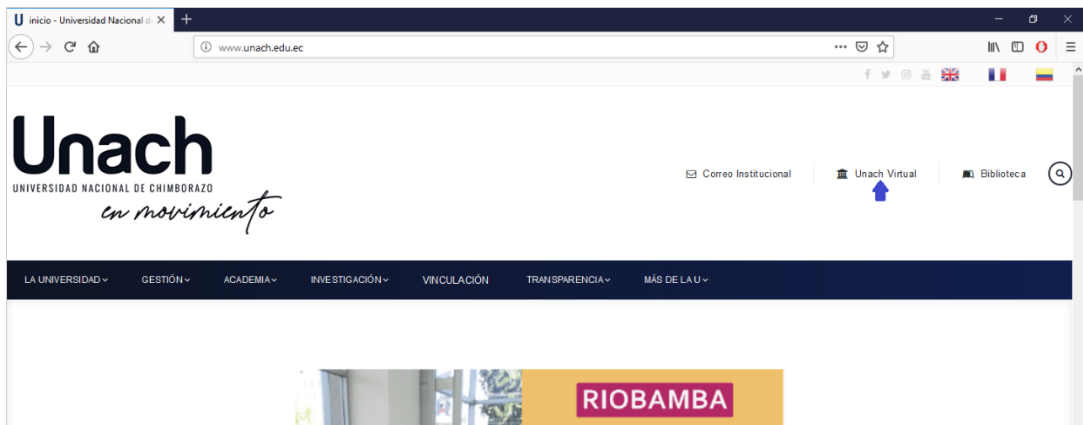 inicio - Universidad Nacional d
www.unach.edu.ec
Unach
UNIVERSIDAD NACIONAL DE CHIMBORAZO
en movimiento
Correo Institucional
Unach Virtual
Biblioteca
LA UNIVERSIDAD
GESTIÓN
ACADEMIA
INVESTIGACIÓN
VINCULACIÓN
TRANSPARENCIA
MÁS DE LA U
RIOBAMBA